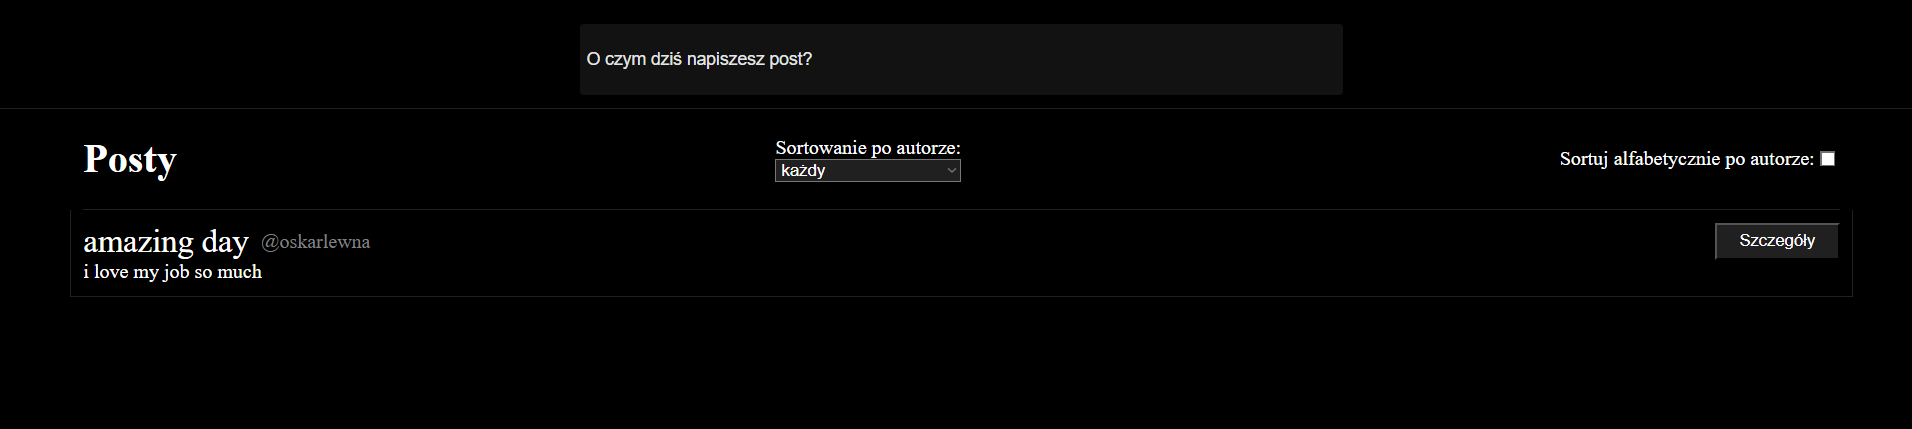 O czym dziś napiszesz post?
Posty
Sortowanie po autorze:
każdy
Sortuj alfabetycznie po autorze:
amazing day @oskarlewna
Szczegóły
i love my job so much